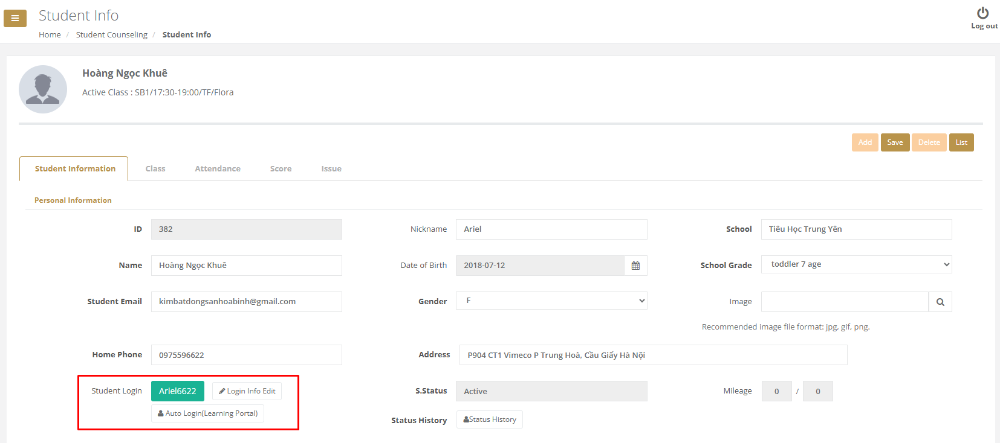 Student Info
Log out
Home / Student Counseling / Student Info
Hoàng Ngọc Khuê
Active Class : SB1/17:30-19:00/TF/Flora
Add Save Delete List
Student Information Class Attendance Score Issue
Personal Information
ID 382 Nickname Ariel School Tiêu Học Trung Yên
Name Hoàng Ngọc Khuê Date of Birth 2018-07-12 School Grade toddler 7 age
Student Email kimbatdongsanhoabinh@gmail.com Gender F Image
Recommended image file format: jpg, gif, png.
Home Phone 0975596622 Address P904 CT1 Vimeco P Trung Hoà, Cầu Giấy Hà Nội
Student Login Ariel6622 Login Info Edit S.Status Active Mileage 0 / 0
Auto Login(Learning Portal) Status History Status History